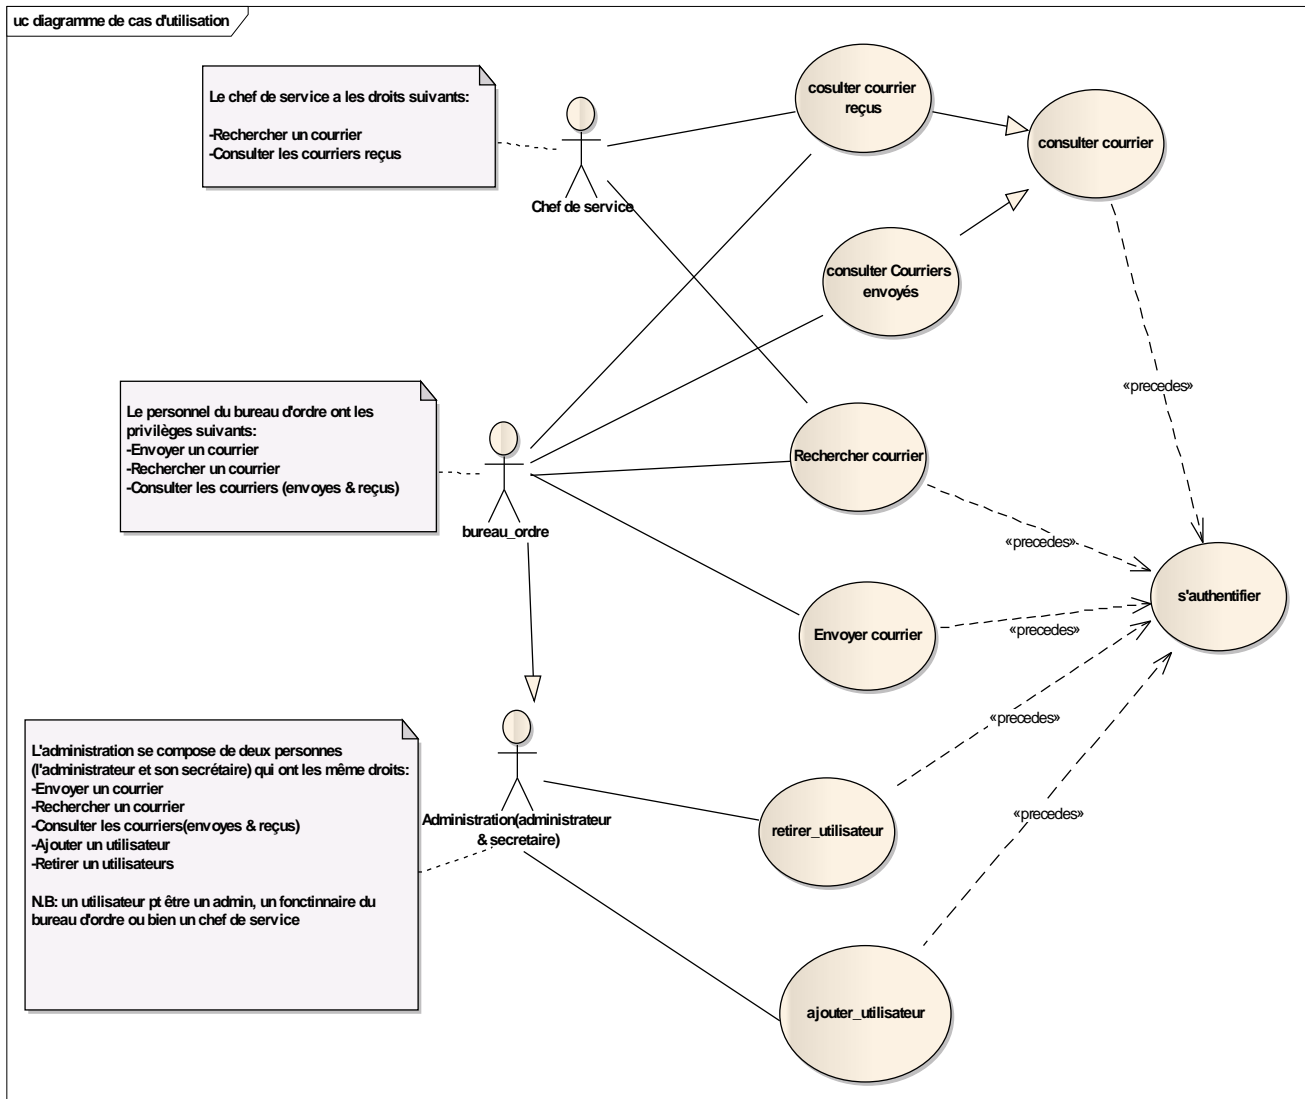 uc diagramme de cas d'utilisation
Le chef de service a les droits suivants:
-Rechercher un courrier
-Consulter les courriers reçus
Chef de service
cosulter courrier
reçus
consulter courrier
consulter Courriers
envoyés
«precedes»
Le personnel du bureau d'ordre ont les
privilèges suivants:
-Envoyer un courrier
-Rechercher un courrier
-Consulter les courriers (envoyes & reçus)
bureau_ordre
Rechercher courrier
«precedes»
s'authentifier
Envoyer courrier
«precedes»
«precedes»
L'administration se compose de deux personnes
(l'administrateur et son secrétaire) qui ont les même droits:
-Envoyer un courrier
-Rechercher un courrier
-Consulter les courriers(envoyes & reçus)
-Ajouter un utilisateur
-Retirer un utilisateurs
N.B: un utilisateur pt être un admin, un fonctinnaire du
bureau d'ordre ou bien un chef de service
Administration(administrateur
& secretaire)
retirer_utilisateur
«precedes»
ajouter_utilisateur